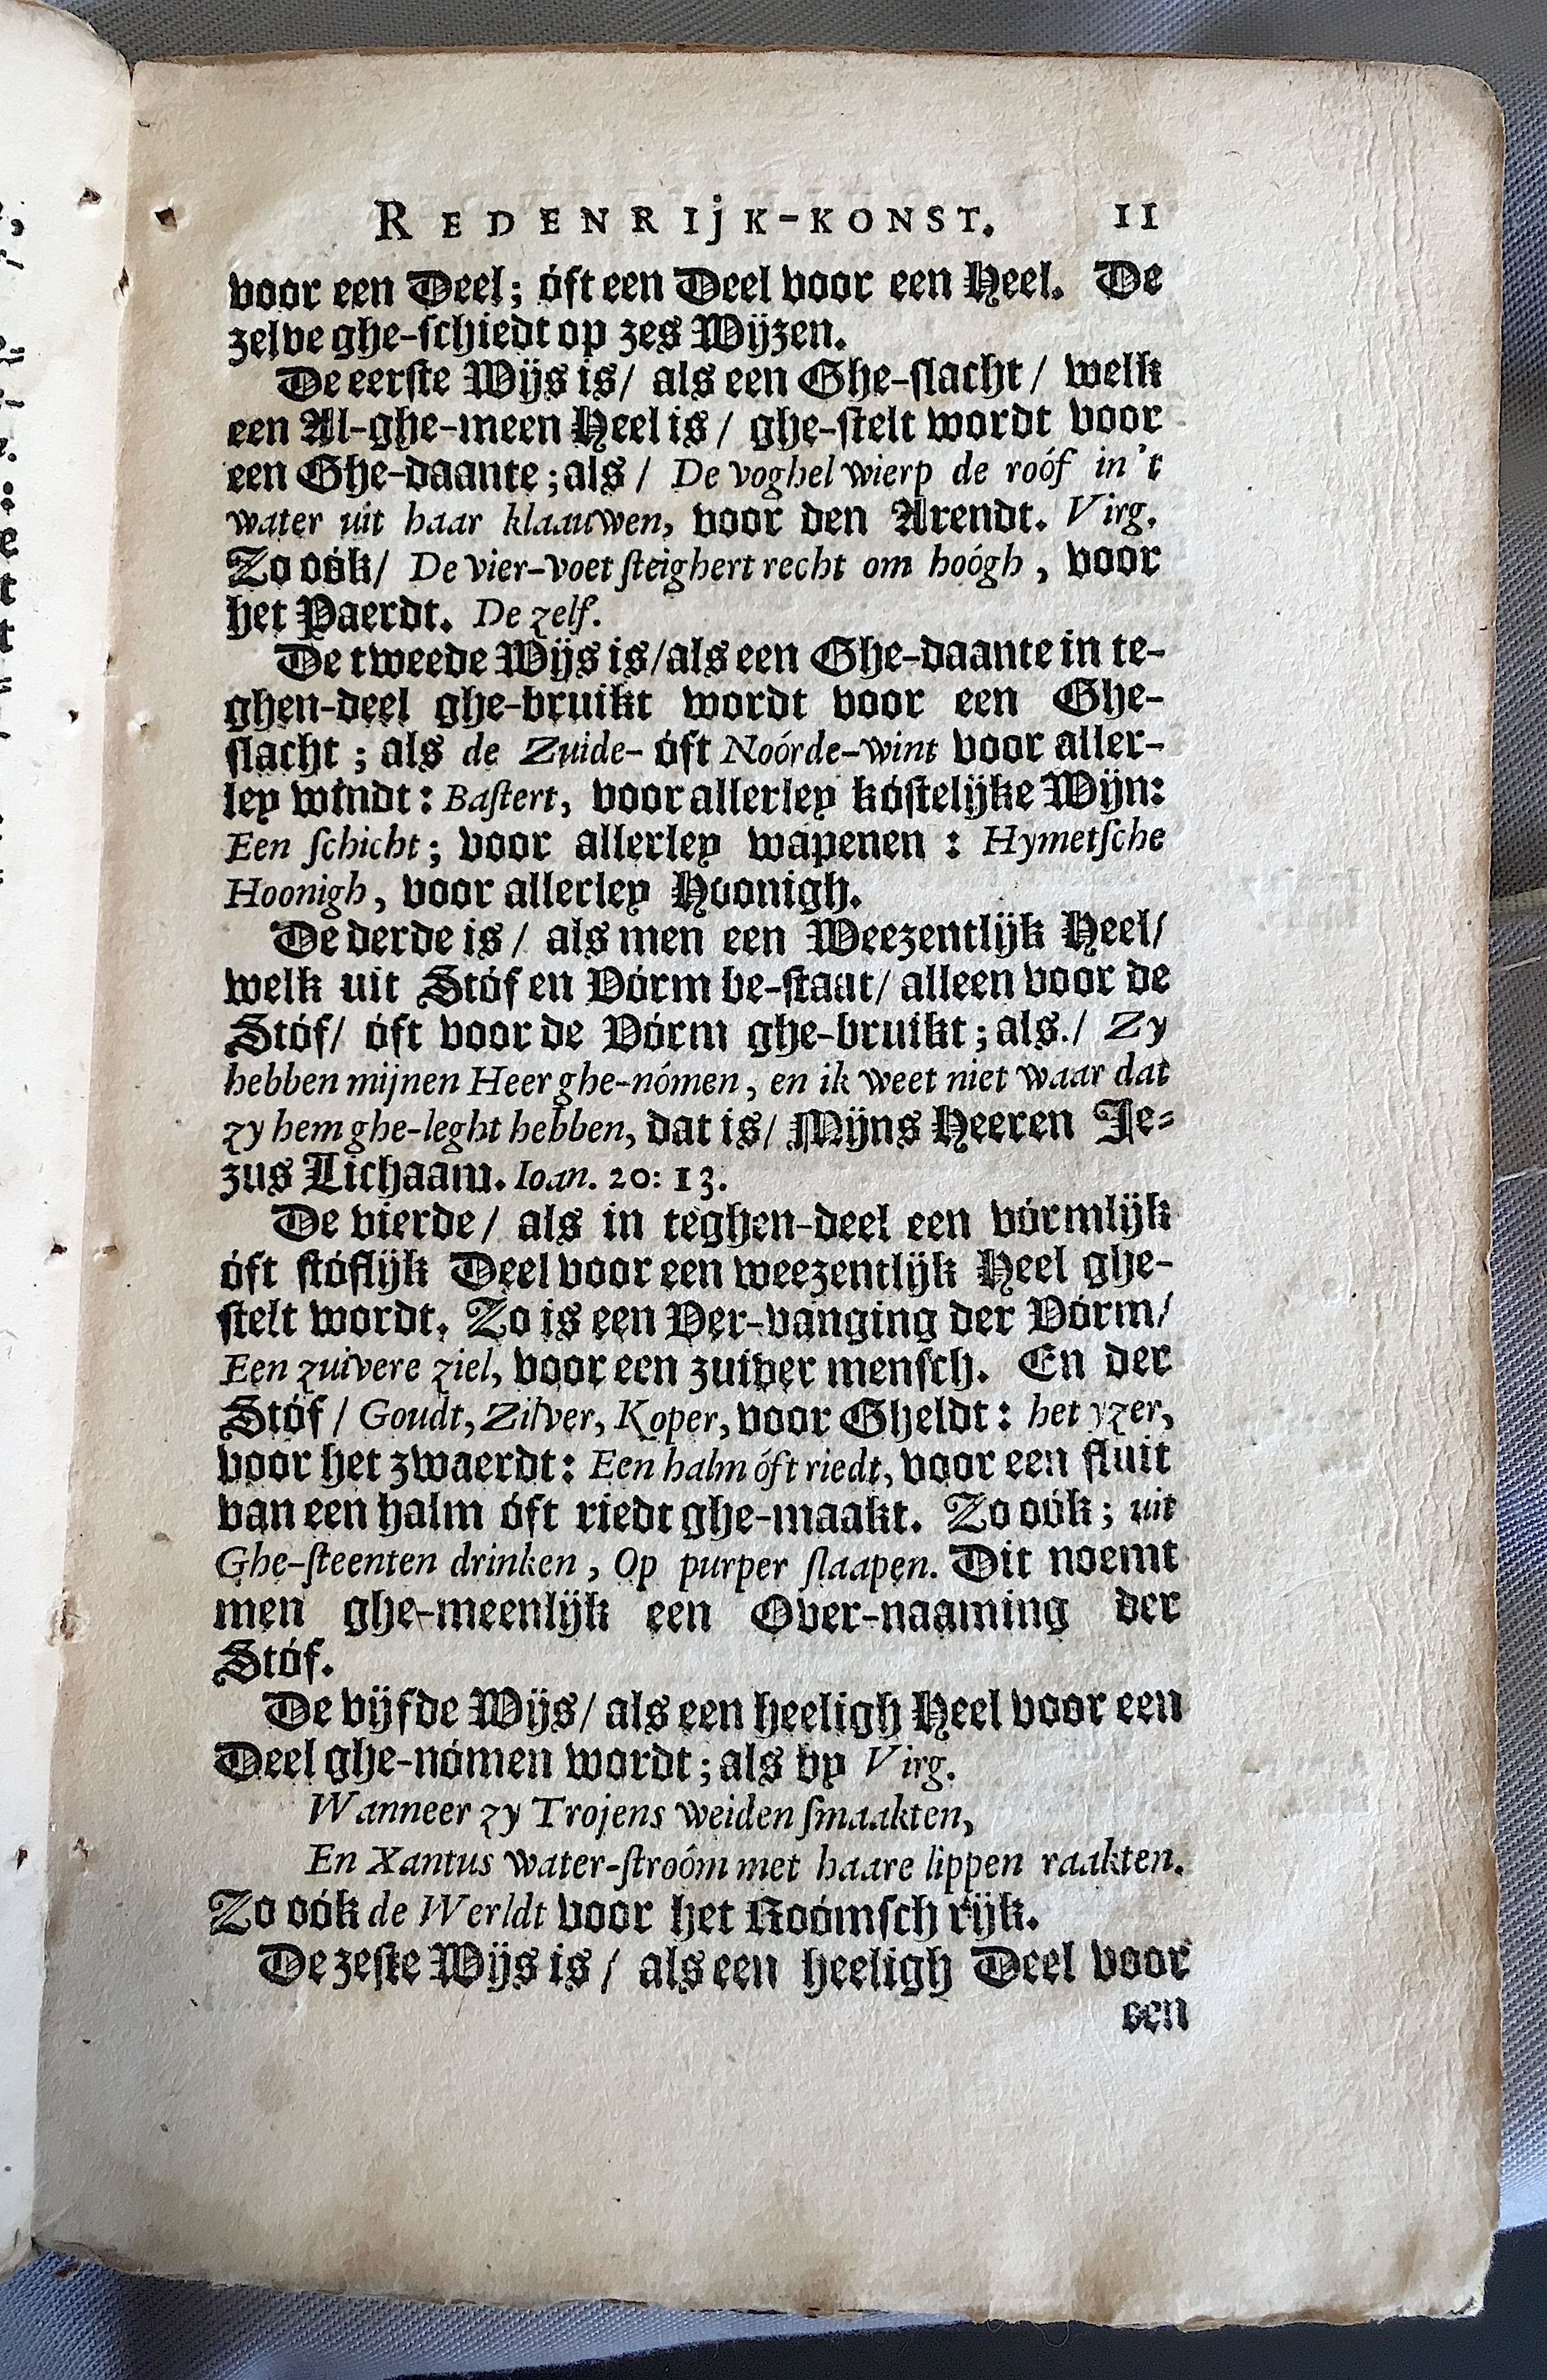 REDENRIJK-KONST. 11
voor een Deel; óft een Deel voor een Heel. De
zelve ghe-schiedt op zes Wijzen.
De eerste Wijs is/ als een Ghe-slacht/ welk
een Al-ghe-meen Heel is/ ghe-stelt wordt voor
een Ghe-daante; als/ De voghel wierp de roóf in 't
water uit haar klaauwen, voor den Arendt. Virg.
Zo oók/ De vier-voet steighert recht om hoógh, voor
het Paerdt. De zelf.
De tweede Wijs is/ als een Ghe-daante in te-
ghen-deel ghe-bruikt wordt voor een Ghe-
slacht; als de Zuide- óft Noórde-wint voor aller-
ley windt: Bastert, voor allerley kóstelijke Wijn:
Een schicht; voor allerley wapenen: Hymetsche
Hoonigh, voor allerley Hoonigh.
De derde is/ als men een Weezentlijk Heel/
welk uit Stóf en Vórm be-staat/ alleen voor de
Stóf/ óft voor de Vórm ghe-bruikt; als./ Zy
hebben mijnen Heer ghe-nómen, en ik weet niet waar dat
zy hem ghe-leght hebben, dat is/ Mijns Heeren Je-
zus Lichaam. Ioan. 20: 13.
De vierde/ als in teghen-deel een vórmlijk
óft stóflijk Deel voor een weezentlijk Heel ghe-
stelt wordt. Zo is een Ver-vanging der Vórm/
Een zuivere ziel, voor een zuiver mensch. En der
Stóf/ Goudt, Zilver, Koper, voor Gheldt: het yzer,
voor het zwaerdt: Een halm óft riedt, voor een fluit
van een halm óft riedt ghe-maakt. Zo oók; uit
Ghe-steenten drinken, Op purper slaapen. Dit noemt
men ghe-meenlijk een Over-naaming der
Stóf.
De vijfde Wijs/ als een heeligh Heel voor een
Deel ghe-nómen wordt; als by Virg.
Wanneer zy Trojens weiden smaakten,
En Xantus water-stroóm met haare lippen raakten.
Zo oók de Werldt voor het Roómsch rijk.
De zeste Wijs is/ als een heeligh Deel voor
een